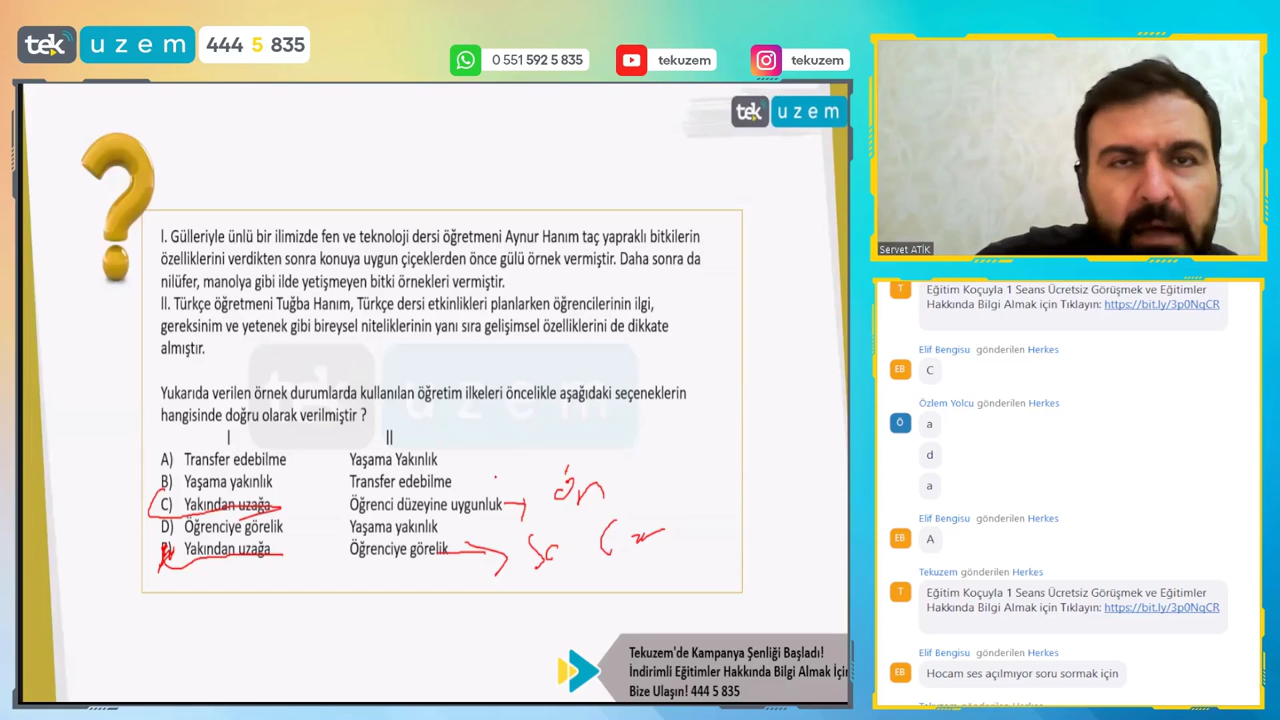 tek uzem 444 5 835
0 551 592 5 835
tekuzem
tekuzem
tek uzem
I. Gülleriyle ünlü bir ilimizde fen ve teknoloji dersi öğretmeni Aynur Hanım taç yapraklı bitkilerin
özelliklerini verdikten sonra konuya uygun çiçeklerden önce gülü örnek vermiştir. Daha sonra da
nilüfer, manolya gibi ilde yetişmeyen bitki örnekleri vermiştir.
II. Türkçe öğretmeni Tuğba Hanım, Türkçe dersi etkinlikleri planlarken öğrencilerinin ilgi,
gereksinim ve yetenek gibi bireysel niteliklerinin yanı sıra gelişimsel özelliklerini de dikkate
almıştır.
Yukarıda verilen örnek durumlarda kullanılan öğretim ilkeleri öncelikle aşağıdaki seçeneklerin
hangisinde doğru olarak verilmiştir ?
I II
A) Transfer edebilme Yaşama Yakınlık
B) Yaşama yakınlık Transfer edebilme
C) Yakından uzağa Öğrenci düzeyine uygunluk
D) Öğrenciye görelik Yaşama yakınlık
Yakından uzağa Öğrenciye görelik
Tekuzem'de Kampanya Şenliği Başladı!
İndirimli Eğitimler Hakkında Bilgi Almak İçin
Bize Ulaşın! 444 5 835
Servet ATİK
T
Eğitim Koçuyla 1 Seans Ücretsiz Görüşmek ve Eğitimler
Hakkında Bilgi Almak için Tıklayın: https://bit.ly/3p0NqCR
Elif Bengisu gönderilen Herkes
EB C
Özlem Yolcu gönderilen Herkes
Ö a
d
a
Elif Bengisu gönderilen Herkes
EB A
Tekuzem gönderilen Herkes
T Eğitim Koçuyla 1 Seans Ücretsiz Görüşmek ve Eğitimler
Hakkında Bilgi Almak için Tıklayın: https://bit.ly/3p0NqCR
Elif Bengisu gönderilen Herkes
EB Hocam ses açılmıyor soru sormak için